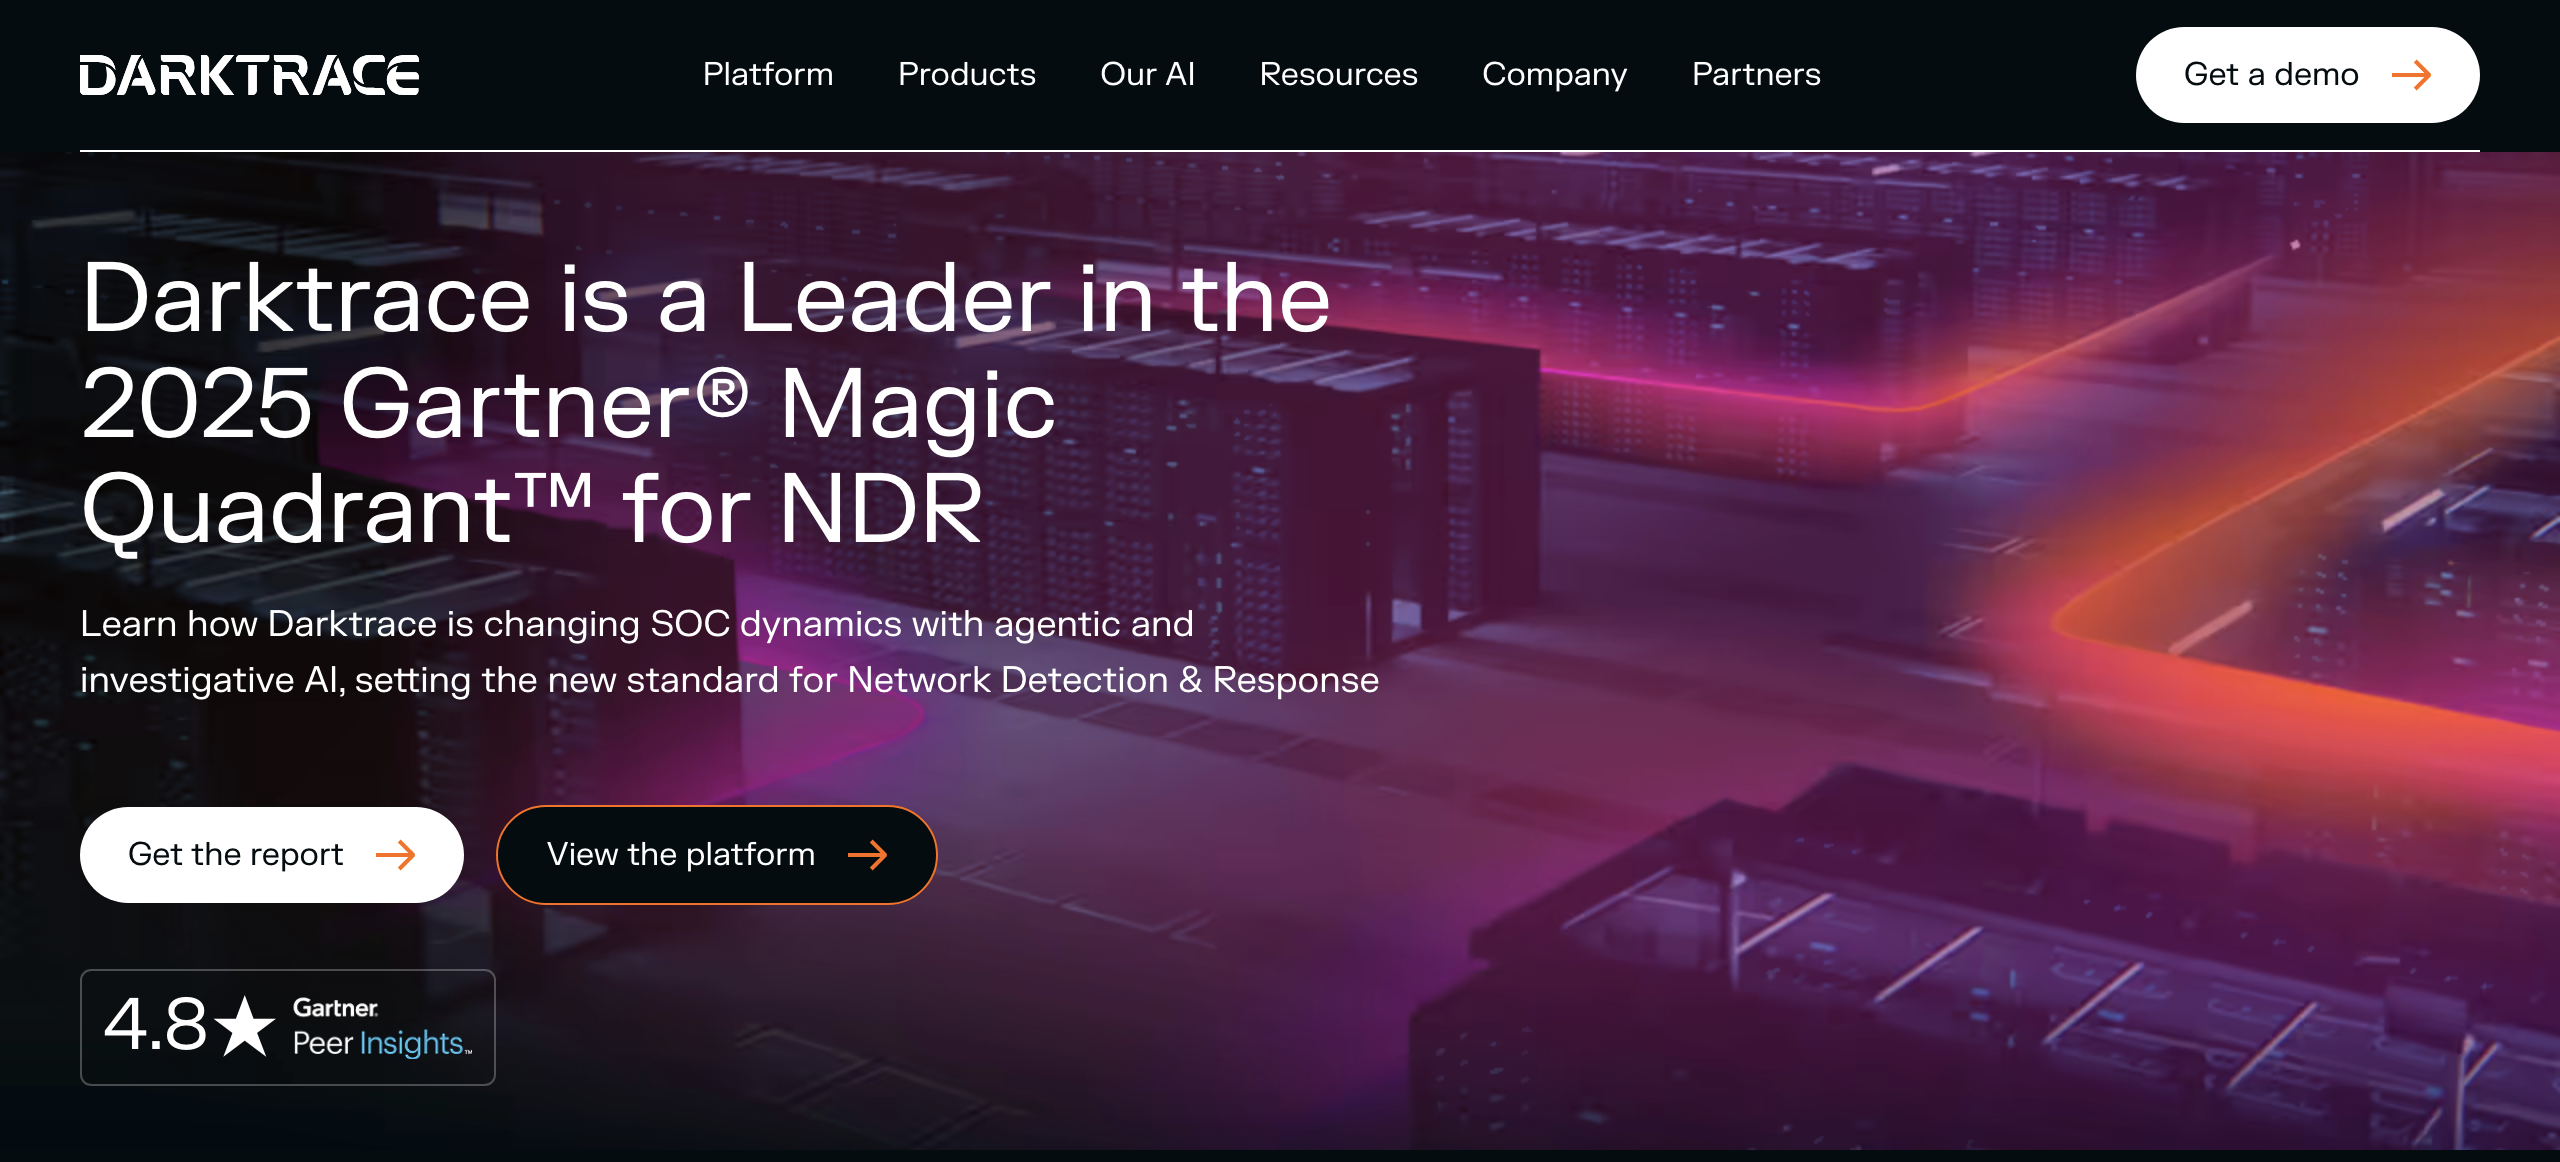 DARKTRACE
Platform Products Our AI Resources Company Partners
Get a demo
Darktrace is a Leader in the
2025 Gartner® Magic
Quadrant™ for NDR
Learn how Darktrace is changing SOC dynamics with agentic and
investigative AI, setting the new standard for Network Detection & Response
Get the report
View the platform
4.8★ Gartner
Peer Insights™